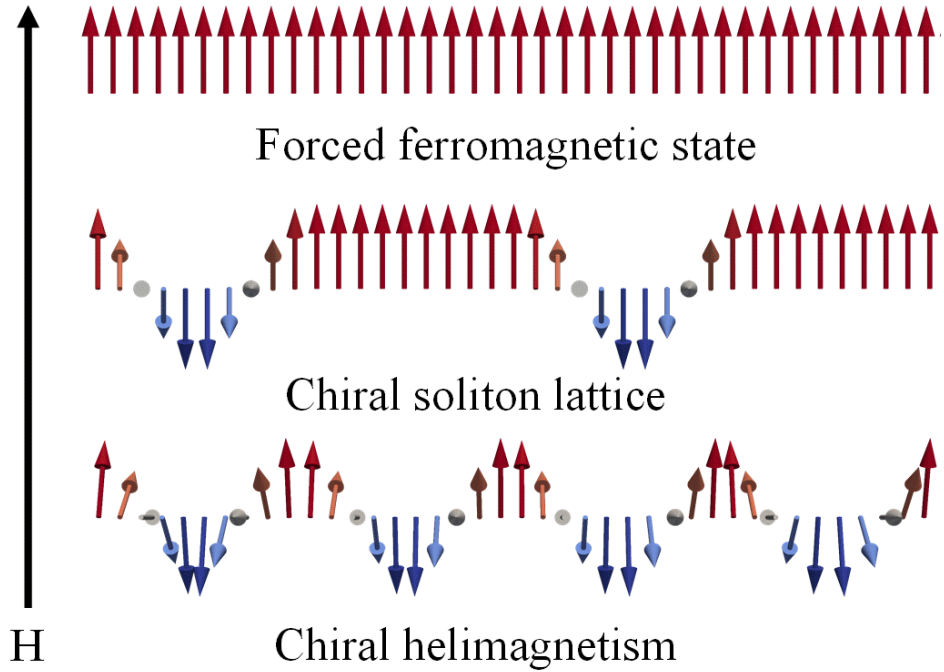 Forced ferromagnetic state
Chiral soliton lattice
H
Chiral helimagnetism